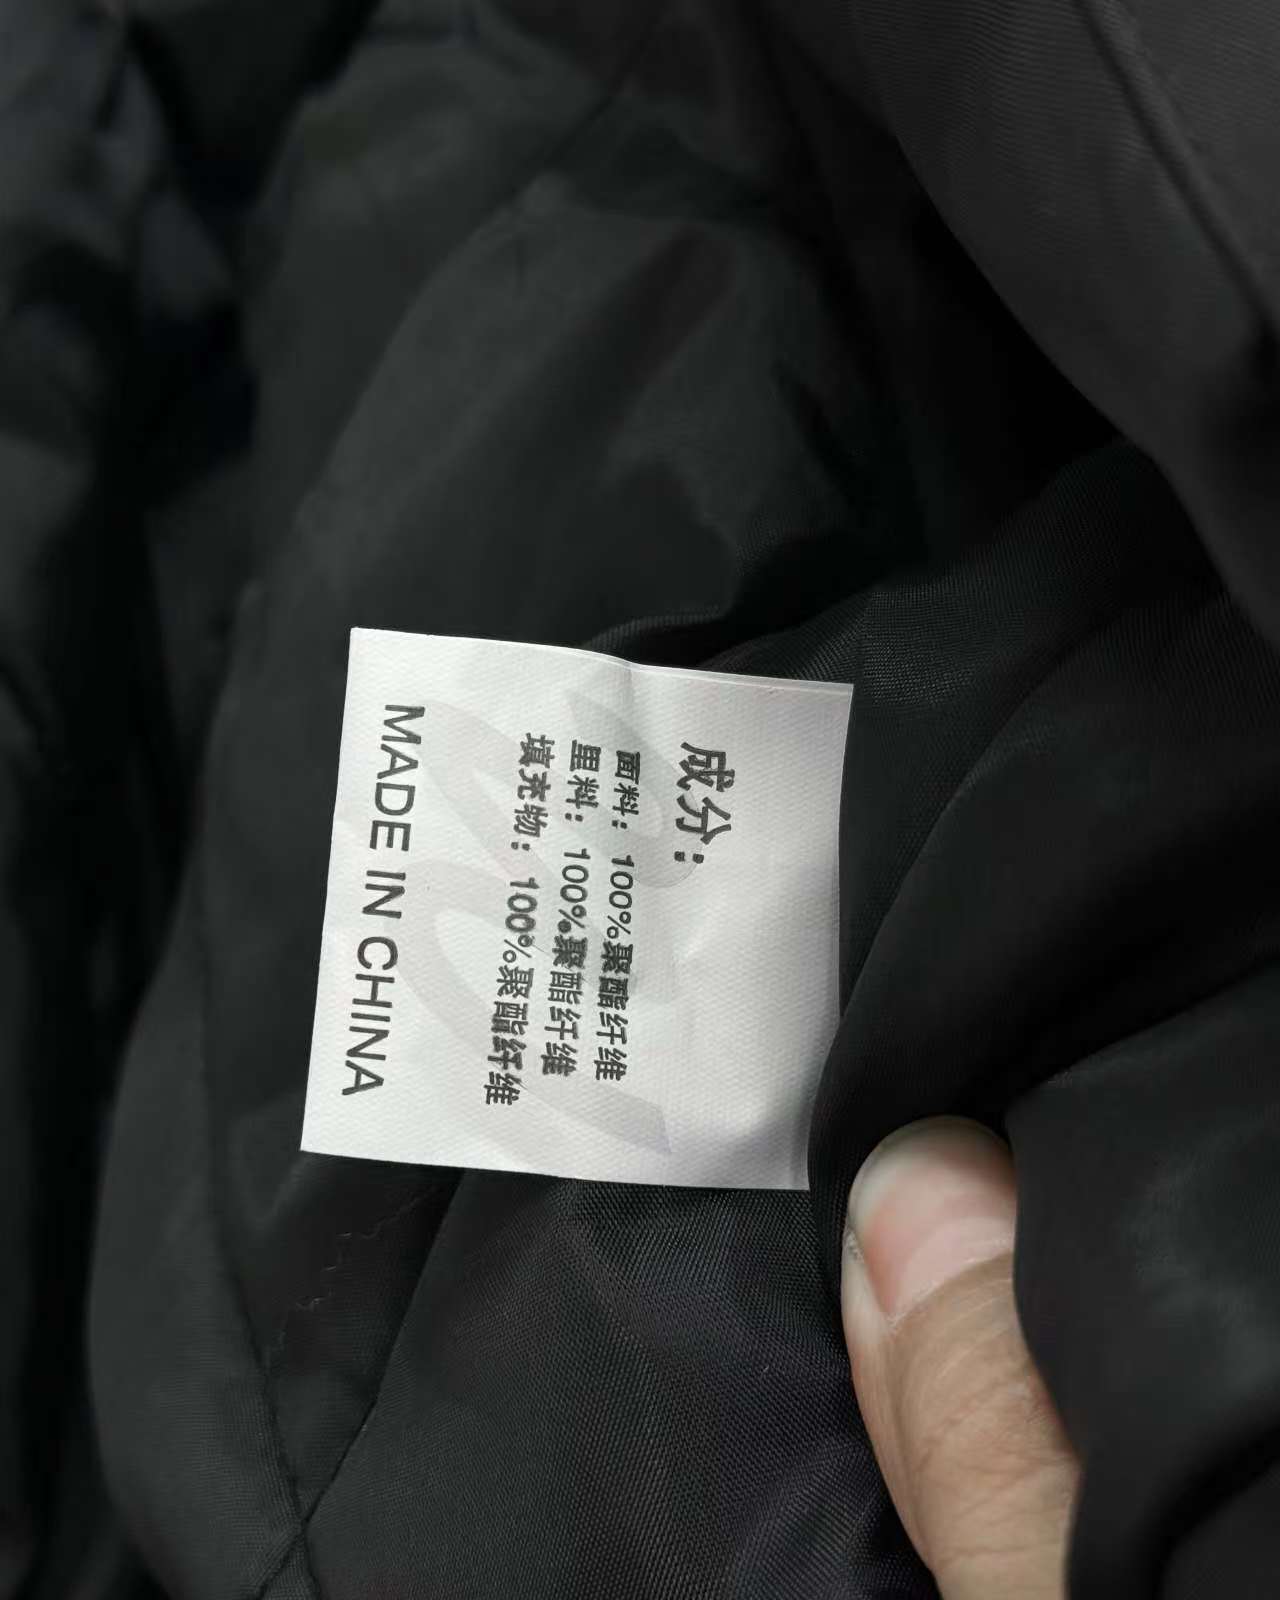 成分：
面料：100%聚酯纤维
里料：100%聚酯纤维
填充物：100%聚酯纤维
MADE IN CHINA